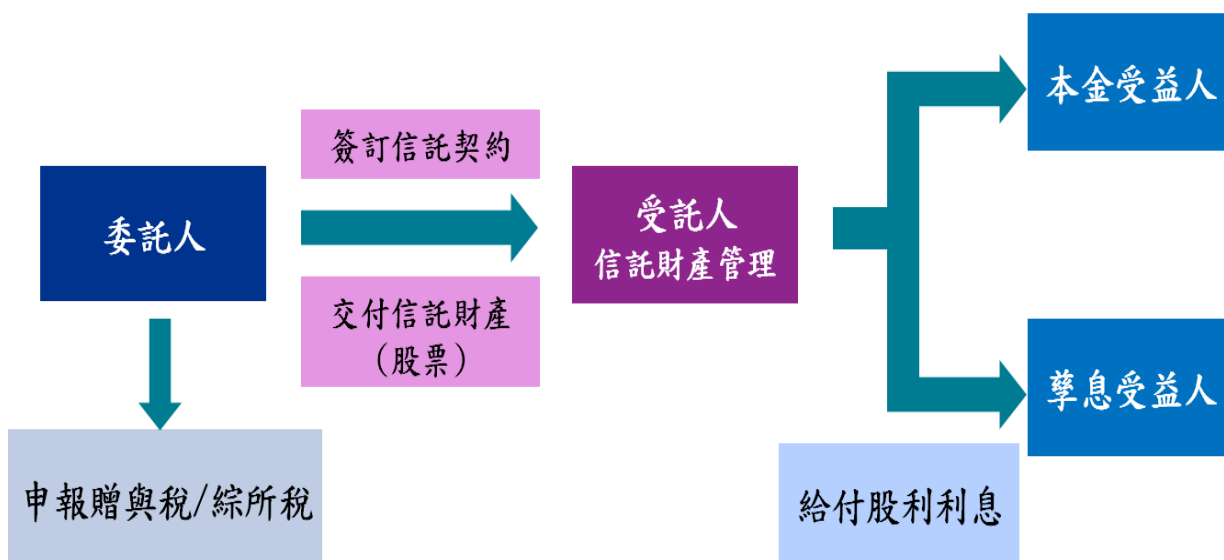 委託人
簽訂信託契約
交付信託財產
(股票)
受託人
信託財產管理
本金受益人
孳息受益人
申報贈與稅/綜所稅
給付股利利息